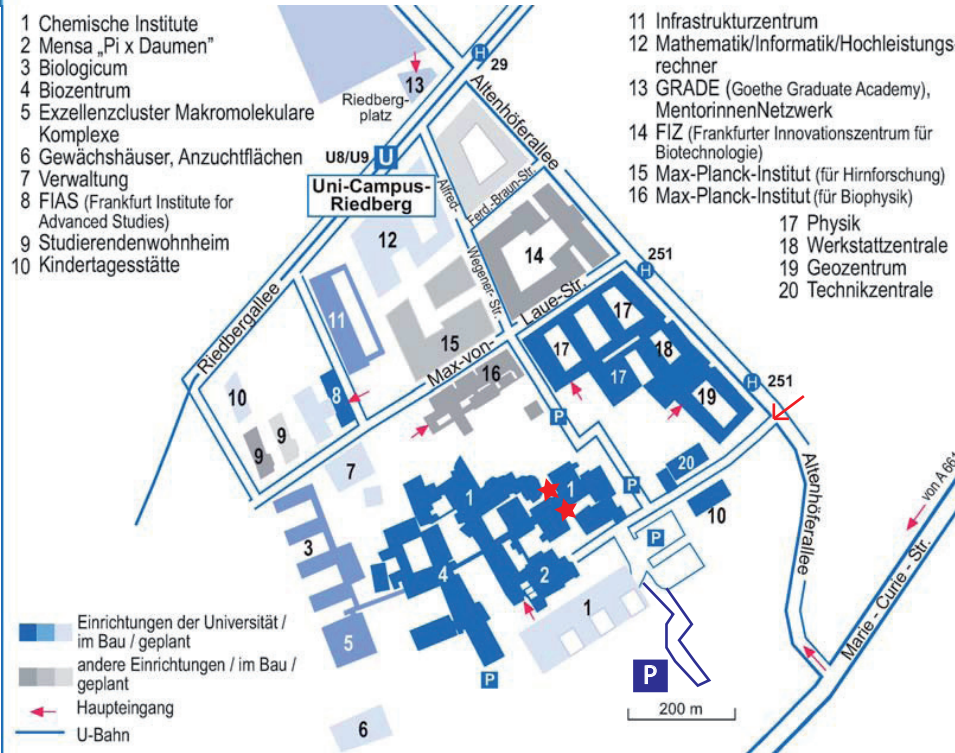 1 Chemische Institute
2 Mensa „Pi x Daumen"
3 Biologicum
4 Biozentrum
5 Exzellenzcluster Makromolekulare
Komplexe
6 Gewächshäuser, Anzuchtflächen
7 Verwaltung
8 FIAS (Frankfurt Institute for
Advanced Studies)
9 Studierendenwohnheim
10 Kindertagesstätte
11 Infrastrukturzentrum
12 Mathematik/Informatik/Hochleistungs
rechner
13 GRADE (Goethe Graduate Academy),
MentorinnenNetzwerk
14 FIZ (Frankfurter Innovationszentrum für
Biotechnologie)
15 Max-Planck-Institut (für Hirnforschung)
16 Max-Planck-Institut (für Biophysik)
17 Physik
18 Werkstattzentrale
19 Geozentrum
20 Technikzentrale
H
29
13
Riedberg-
platz
Altenhöferallee
U8/U9 U
Uni-Campus-
Riedberg
Alfred-
Wegener-Str.
Ferd.-Braun-Str.
12
14
251
H
Riedbergallee
11
15
Max-von-
Laue-Str.
17
17
17
18
19
16
H 251
10
8
9
9
P
7
20
1
1
P
10
P
Altenhöferallee
von A 661
Marie - Curie - Str.
3
4
2
1
5
P
P
6
200 m
Einrichtungen der Universität /
im Bau / geplant
andere Einrichtungen / im Bau /
geplant
Haupteingang
U-Bahn